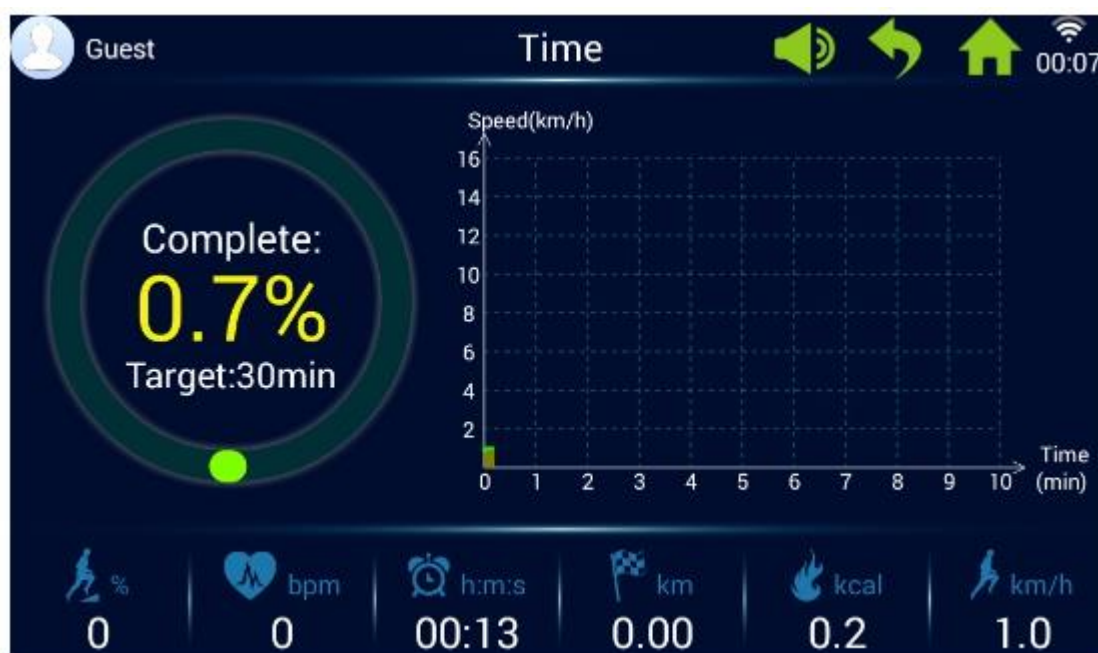 Guest
Time
00:07
Complete:
0.7%
Target:30min
Speed(km/h)
16
14
12
10
8
6
4
2
0 1 2 3 4 5 6 7 8 9 10
Time
(min)
% bpm h:m:s km kcal km/h
0 0 00:13 0.00 0.2 1.0